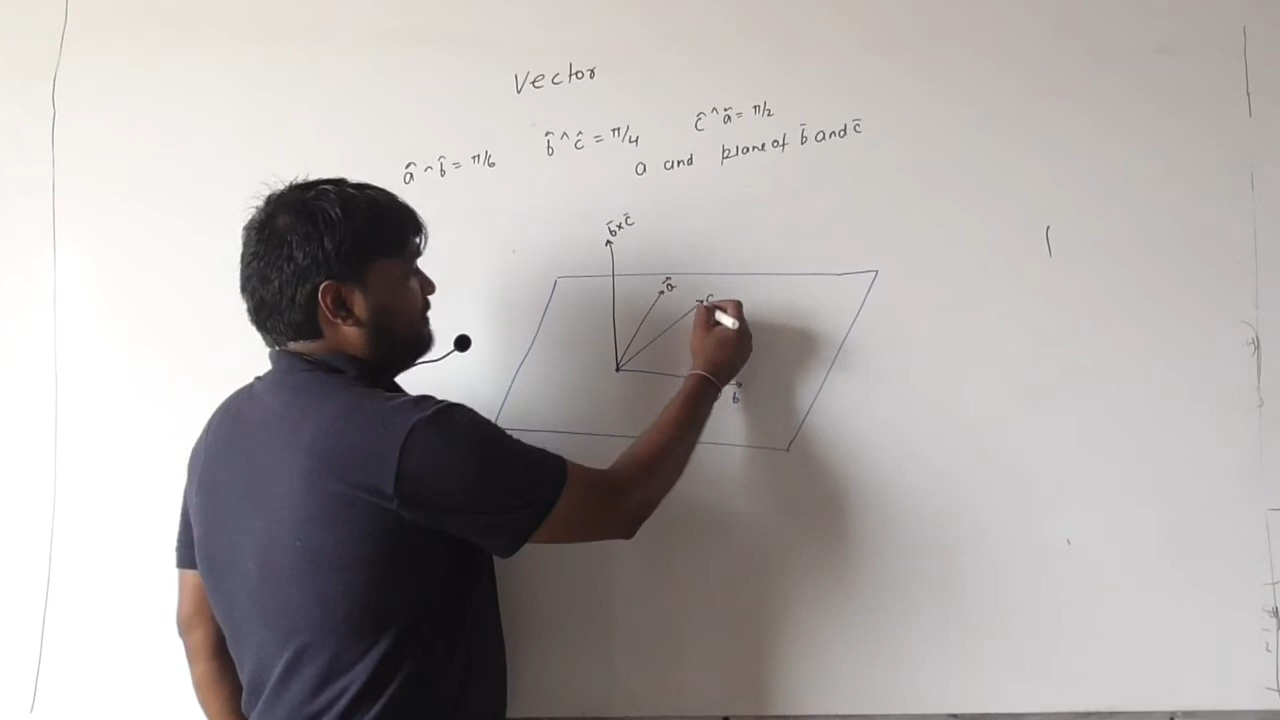 Vector
â ^ b̂ = π/6    b̂ ^ ĉ = π/4    ĉ ^ â = π/2
a and plane of b̄ and c̄
b̄×c̄
a⃗
c
b